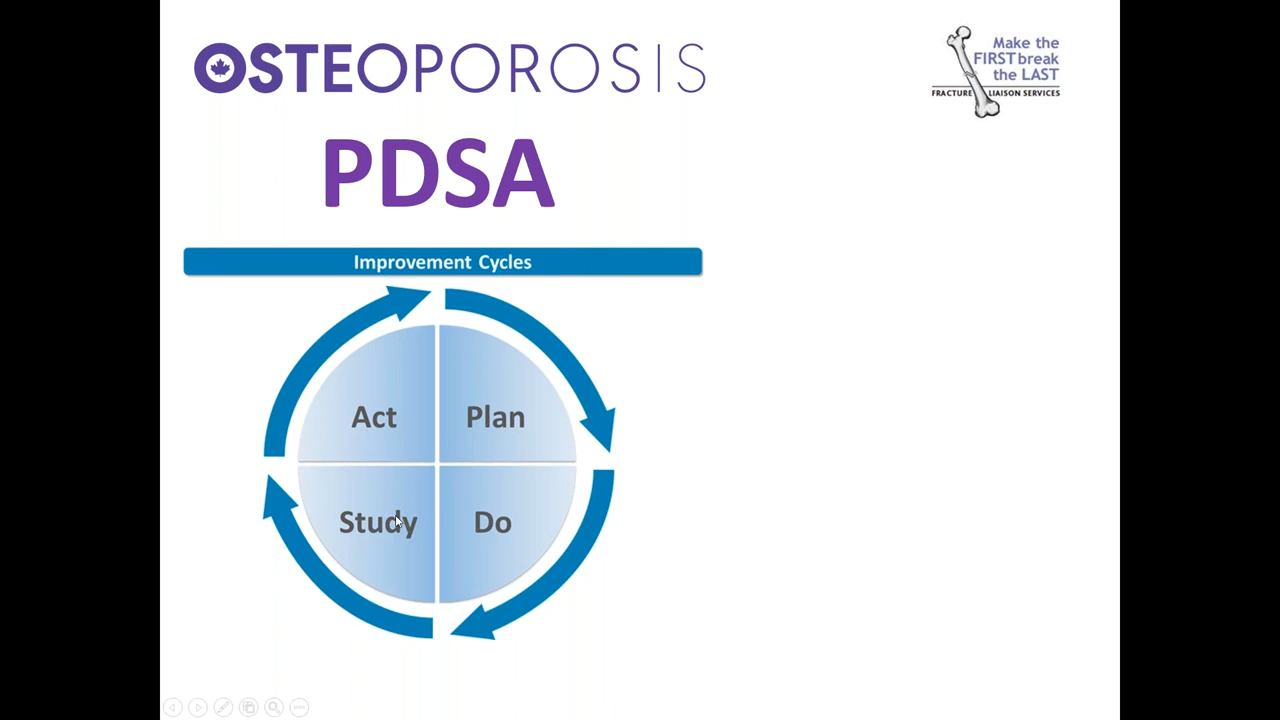 OSTEOPOROSIS
Make the
FIRST break
the LAST
FRACTURE LIAISON SERVICES
PDSA
Improvement Cycles
Act
Plan
Study
Do